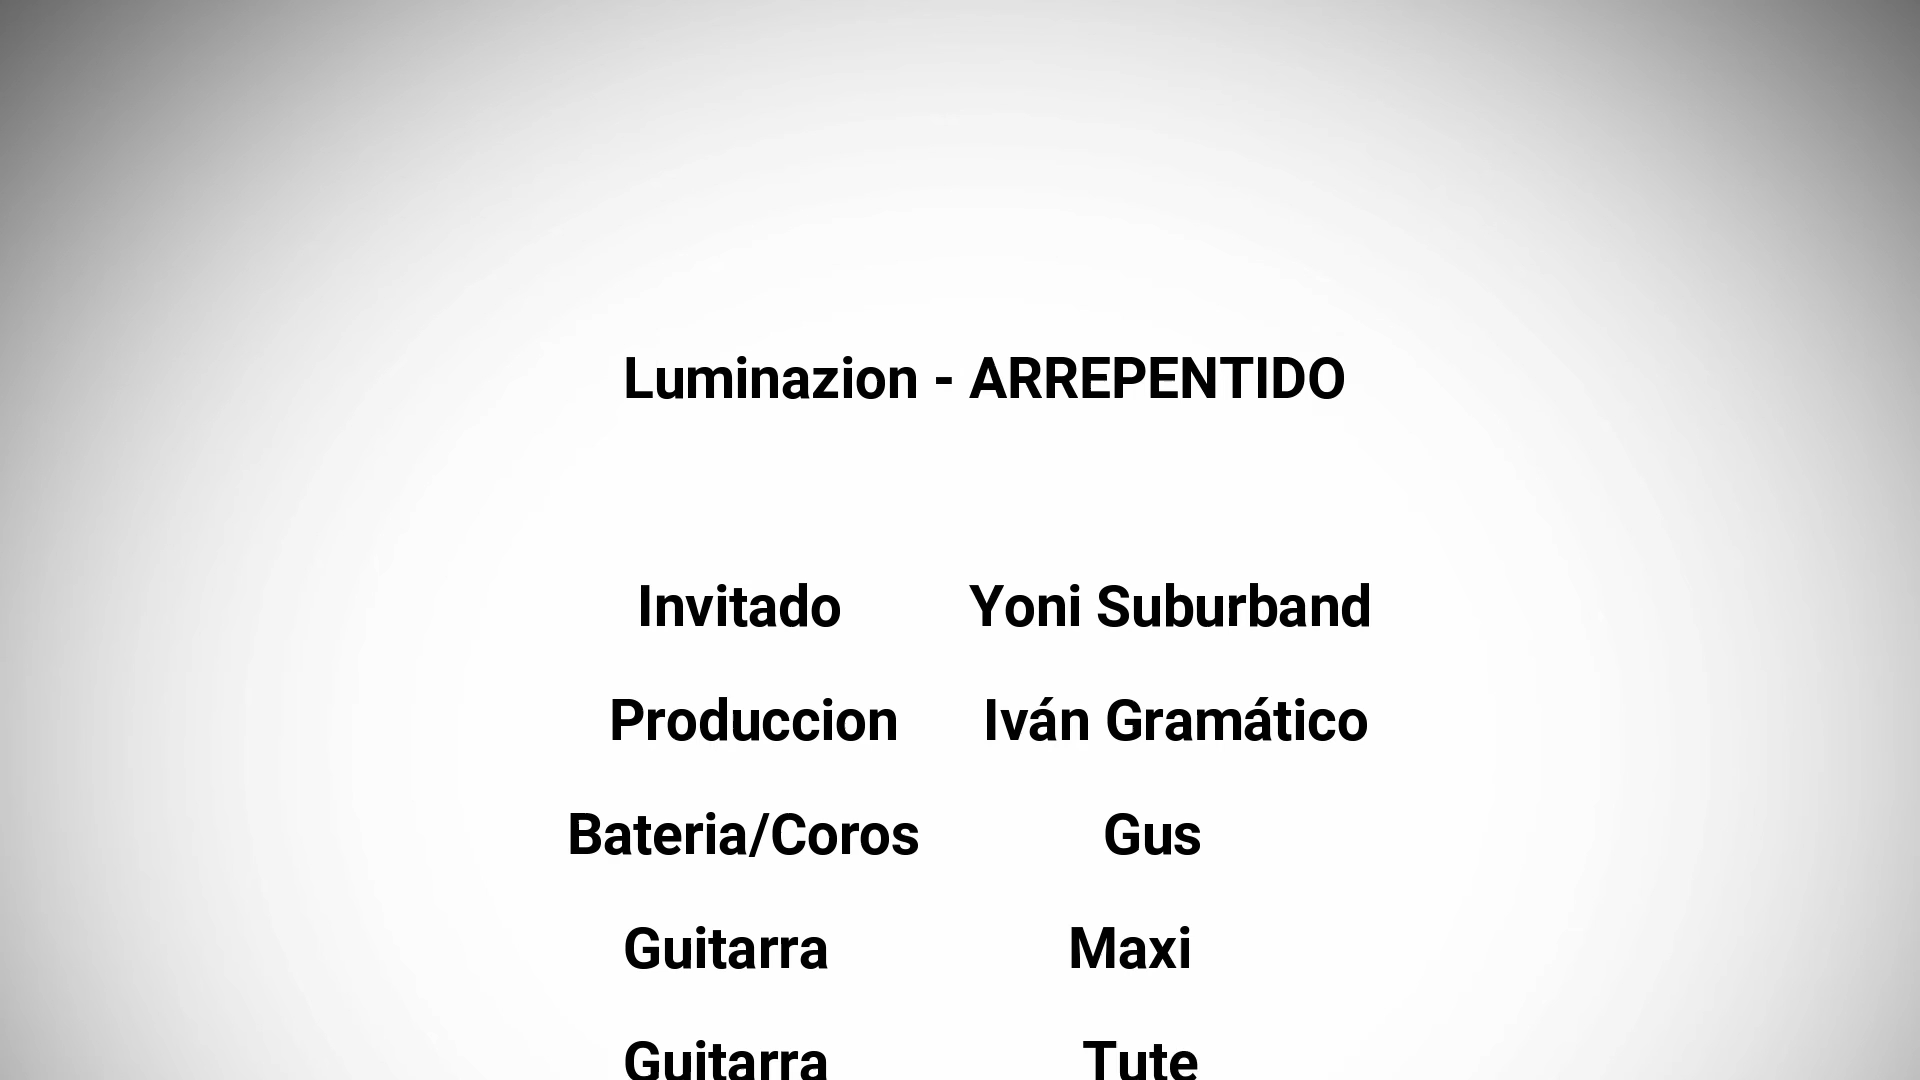 Luminazion - ARREPENTIDO
Invitado Yoni Suburband
Produccion Iván Gramático
Bateria/Coros Gus
Guitarra Maxi
Guitarra Tute